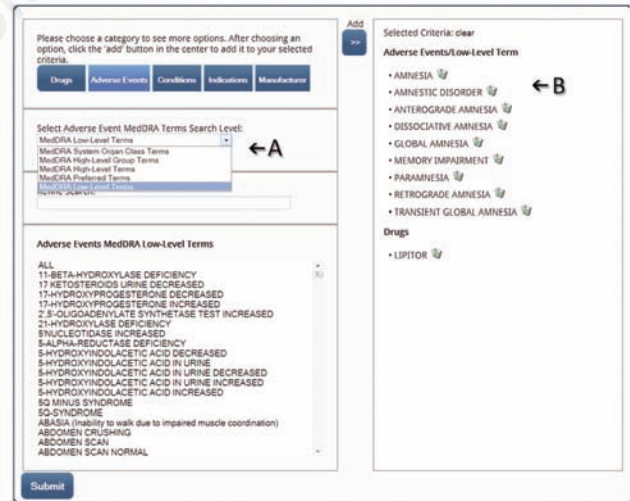 Please choose a category to see more options. After choosing an
option, click the 'add' button in the center to add it to your selected
criteria.
Drugs Adverse Events Conditions Indications Manufacturer
Select Adverse Event MedDRA Terms Search Level:
MedDRA Low-Level Terms
MedDRA System Organ Class Terms
MedDRA High-Level Group Terms
MedDRA High-Level Terms
MedDRA Preferred Terms
MedDRA Low-Level Terms
←A
Refine Search:
Adverse Events MedDRA Low-Level Terms
ALL
11-BETA-HYDROXYLASE DEFICIENCY
17 KETOSTEROIDS URINE DECREASED
17-HYDROXYPROGESTERONE DECREASED
17-HYDROXYPROGESTERONE INCREASED
2',5'-OLIGOADENYLATE SYNTHETASE TEST INCREASED
21-HYDROXYLASE DEFICIENCY
5'NUCLEOTIDASE INCREASED
5-ALPHA-REDUCTASE DEFICIENCY
5-HYDROXYINDOLACETIC ACID DECREASED
5-HYDROXYINDOLACETIC ACID IN URINE
5-HYDROXYINDOLACETIC ACID IN URINE DECREASED
5-HYDROXYINDOLACETIC ACID IN URINE INCREASED
5-HYDROXYINDOLACETIC ACID INCREASED
5Q MINUS SYNDROME
5Q-SYNDROME
ABASIA (Inability to walk due to impaired muscle coordination)
ABDOMEN CRUSHING
ABDOMEN SCAN
ABDOMEN SCAN NORMAL
Submit
Add
>>
Selected Criteria: clear
Adverse Events/Low-Level Term
• AMNESIA
• AMNESTIC DISORDER
• ANTEROGRADE AMNESIA
• DISSOCIATIVE AMNESIA
• GLOBAL AMNESIA
• MEMORY IMPAIRMENT
• PARAMNESIA
• RETROGRADE AMNESIA
• TRANSIENT GLOBAL AMNESIA
←B
Drugs
• LIPITOR